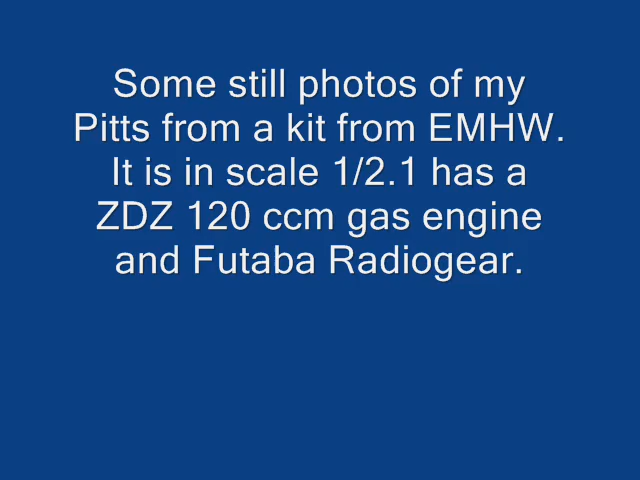 Some still photos of my
Pitts from a kit from EMHW.
It is in scale 1/2.1 has a
ZDZ 120 ccm gas engine
and Futaba Radiogear.